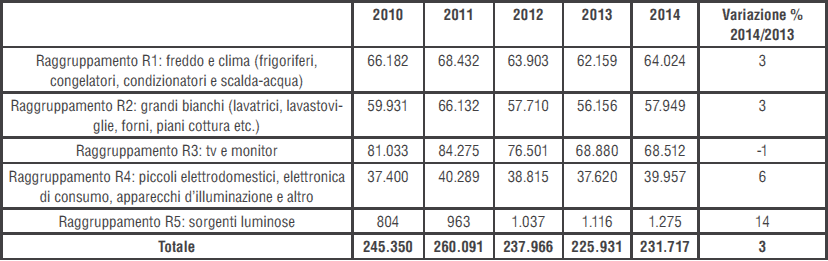 2010 2011 2012 2013 2014 Variazione %
2014/2013
Raggruppamento R1: freddo e clima (frigoriferi,
congelatori, condizionatori e scalda-acqua) 66.182 68.432 63.903 62.159 64.024 3
Raggruppamento R2: grandi bianchi (lavatrici, lavastovi-
glie, forni, piani cottura etc.) 59.931 66.132 57.710 56.156 57.949 3
Raggruppamento R3: tv e monitor 81.033 84.275 76.501 68.880 68.512 -1
Raggruppamento R4: piccoli elettrodomestici, elettronica
di consumo, apparecchi d'illuminazione e altro 37.400 40.289 38.815 37.620 39.957 6
Raggruppamento R5: sorgenti luminose 804 963 1.037 1.116 1.275 14
Totale 245.350 260.091 237.966 225.931 231.717 3